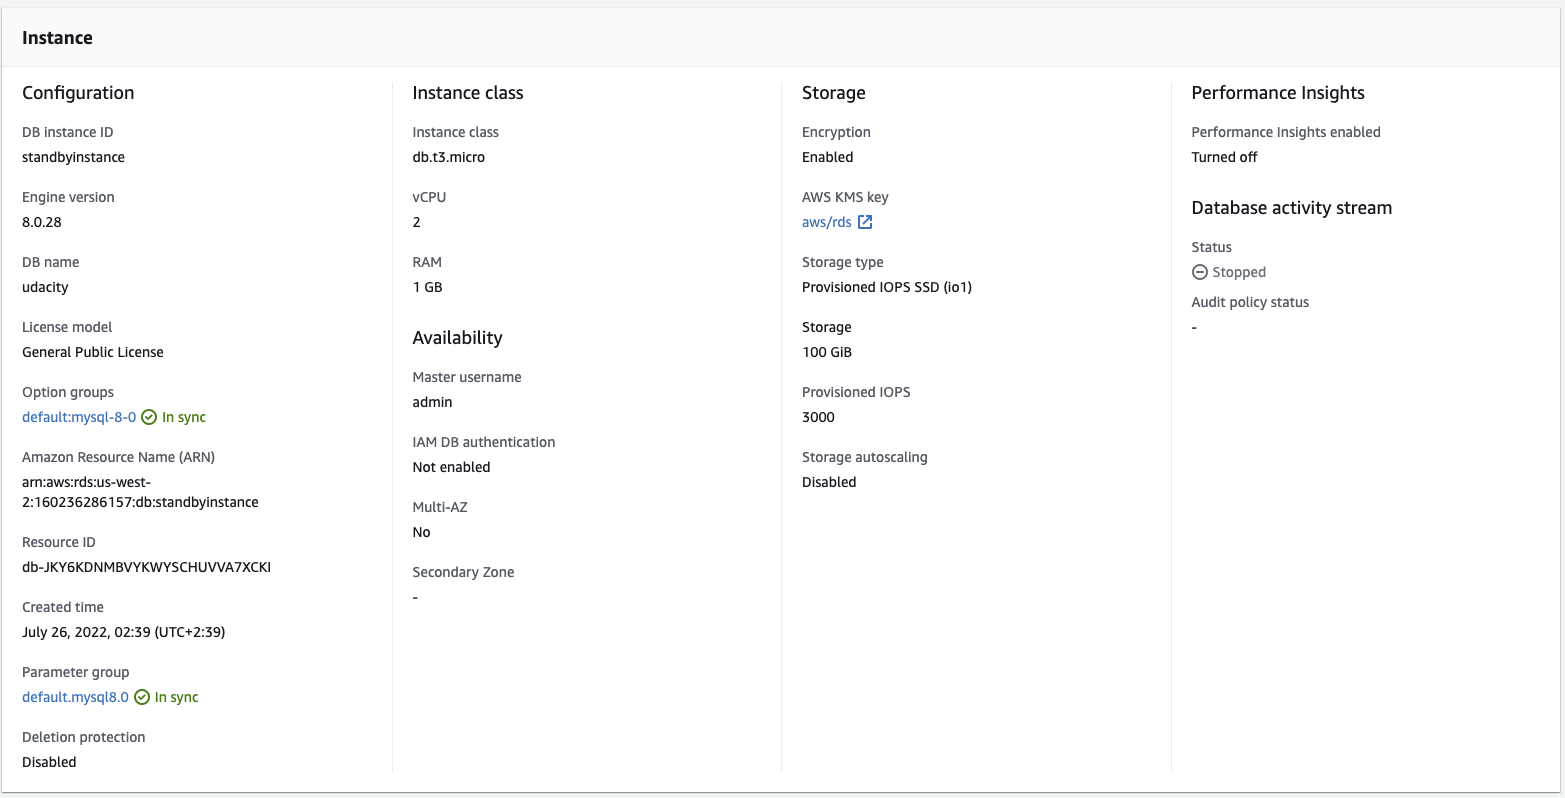 Instance
Configuration
DB instance ID
standbyinstance
Engine version
8.0.28
DB name
udacity
License model
General Public License
Option groups
default:mysql-8-0 In sync
Amazon Resource Name (ARN)
arn:aws:rds:us-west-
2:160236286157:db:standbyinstance
Resource ID
db-JKY6KDNMBVYKWYSCHUVVA7XCKI
Created time
July 26, 2022, 02:39 (UTC+2:39)
Parameter group
default.mysql8.0 In sync
Deletion protection
Disabled
Instance class
Instance class
db.t3.micro
vCPU
2
RAM
1 GB
Availability
Master username
admin
IAM DB authentication
Not enabled
Multi-AZ
No
Secondary Zone
-
Storage
Encryption
Enabled
AWS KMS key
aws/rds
Storage type
Provisioned IOPS SSD (io1)
Storage
100 GiB
Provisioned IOPS
3000
Storage autoscaling
Disabled
Performance Insights
Performance Insights enabled
Turned off
Database activity stream
Status
Stopped
Audit policy status
-